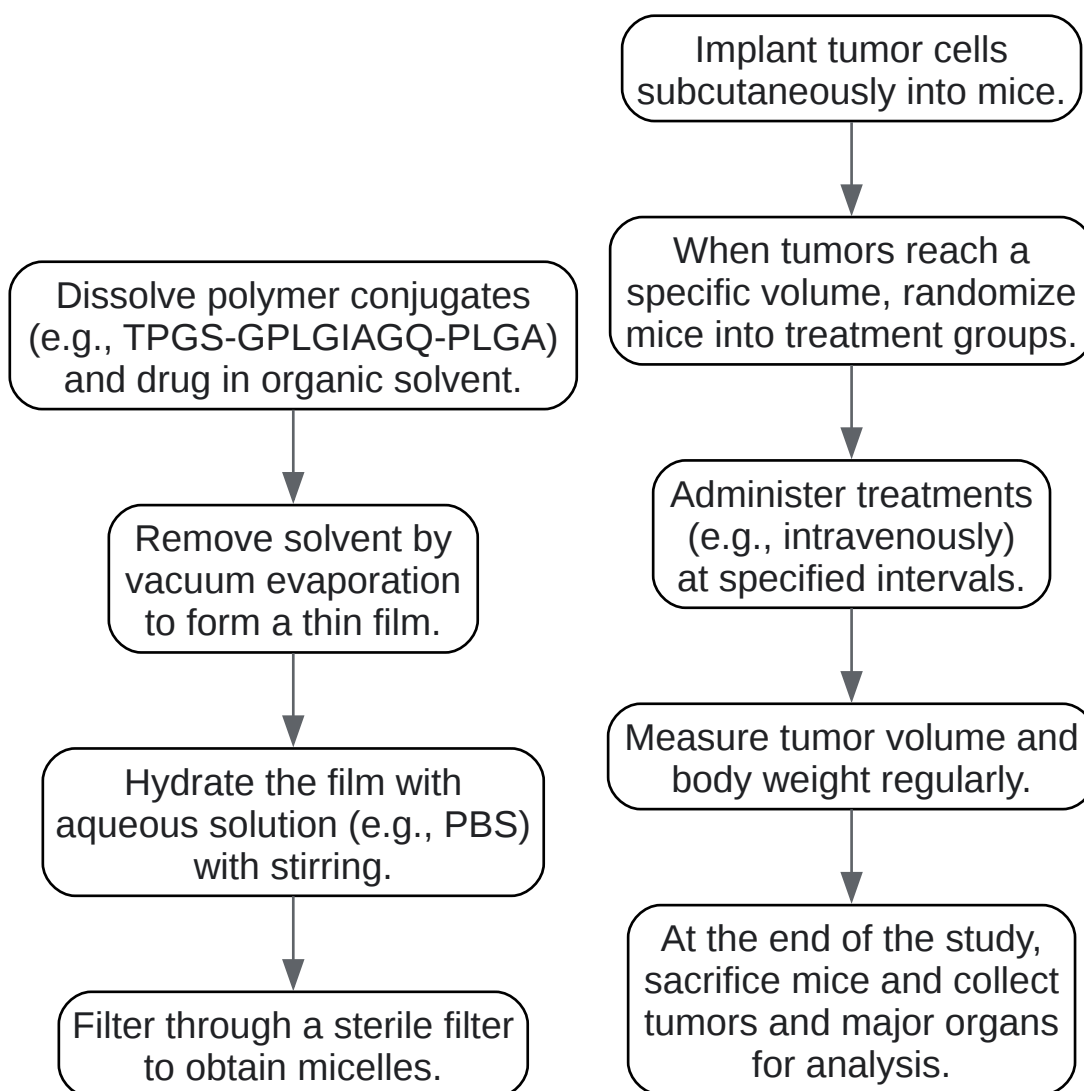 Dissolve polymer conjugates
(e.g., TPGS-GPLGIAGQ-PLGA)
and drug in organic solvent.
Remove solvent by
vacuum evaporation
to form a thin film.
Hydrate the film with
aqueous solution (e.g., PBS)
with stirring.
Filter through a sterile filter
to obtain micelles.
Implant tumor cells
subcutaneously into mice.
When tumors reach a
specific volume, randomize
mice into treatment groups.
Administer treatments
(e.g., intravenously)
at specified intervals.
Measure tumor volume and
body weight regularly.
At the end of the study,
sacrifice mice and collect
tumors and major organs
for analysis.